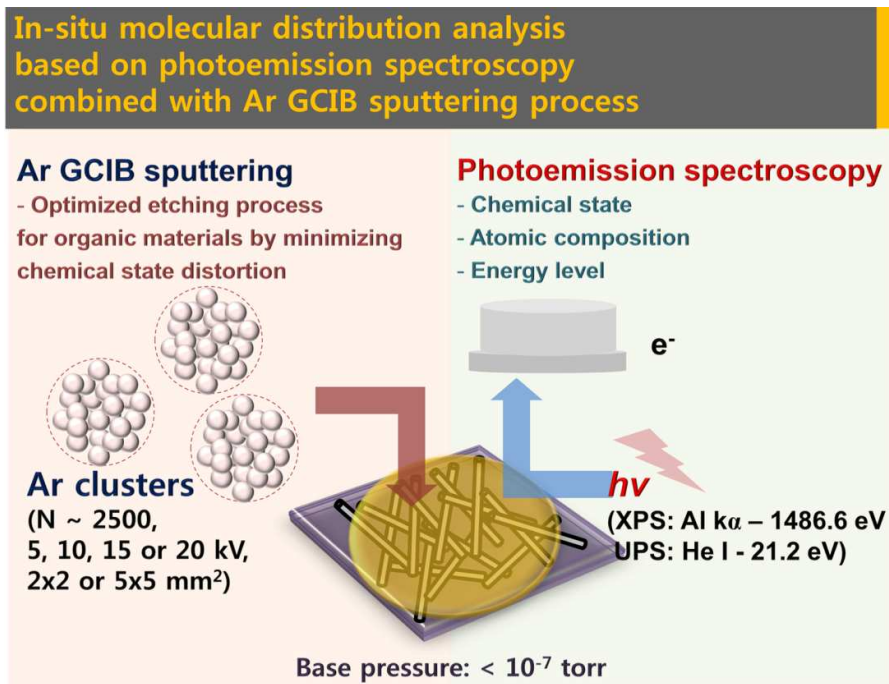 In-situ molecular distribution analysis
based on photoemission spectroscopy
combined with Ar GCIB sputtering process
Ar GCIB sputtering
- Optimized etching process
for organic materials by minimizing
chemical state distortion
Photoemission spectroscopy
- Chemical state
- Atomic composition
- Energy level
e⁻
Ar clusters
(N ~ 2500,
5, 10, 15 or 20 kV,
2x2 or 5x5 mm²)
hν
(XPS: Al kα – 1486.6 eV
UPS: He I - 21.2 eV)
Base pressure: < 10⁻⁷ torr